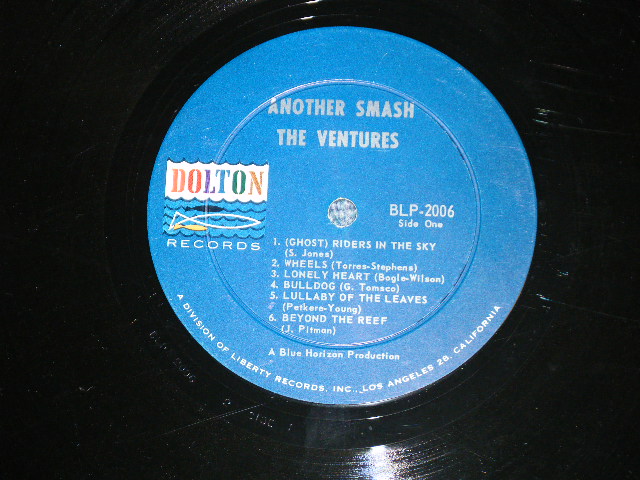 ANOTHER SMASH
THE VENTURES
DOLTON
RECORDS
BLP-2006
Side One
1. (GHOST) RIDERS IN THE SKY
(S. Jones)
2. WHEELS (Torres-Stephens)
3. LONELY HEART (Bogle-Wilson)
4. BULLDOG (G. Tomsco)
5. LULLABY OF THE LEAVES
(Petkere-Young)
6. BEYOND THE REEF
(J. Pitman)
A Blue Horizon Production
A DIVISION OF LIBERTY RECORDS, INC., LOS ANGELES 28, CALIFORNIA